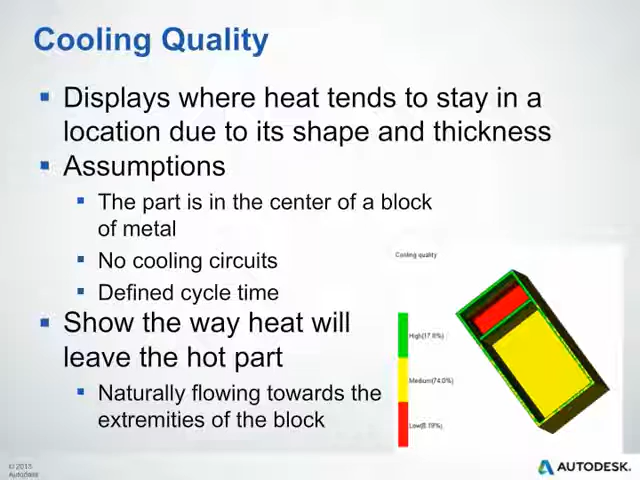 Cooling Quality
Displays where heat tends to stay in a
location due to its shape and thickness
Assumptions
The part is in the center of a block
of metal
No cooling circuits
Defined cycle time
Show the way heat will
leave the hot part
Naturally flowing towards the
extremities of the block
Cooling quality
High(17.8%)
Medium(74.0%)
Low(8.19%)
© 2013
Autodesk
AUTODESK.